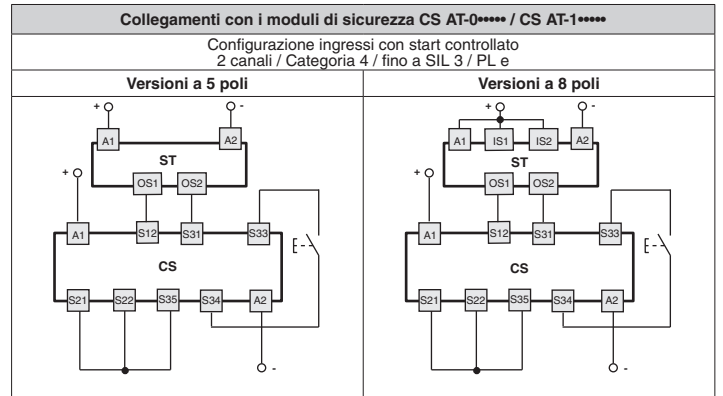 Collegamenti con i moduli di sicurezza CS AT-0••••• / CS AT-1•••••
Configurazione ingressi con start controllato
2 canali / Categoria 4 / fino a SIL 3 / PL e
Versioni a 5 poli
+ -
A1 A2
ST
OS1 OS2
+
A1 S12 S31 S33
CS
S21 S22 S35 S34 A2
-
Versioni a 8 poli
+ -
A1 IS1 IS2 A2
ST
OS1 OS2
+
A1 S12 S31 S33
CS
S21 S22 S35 S34 A2
-